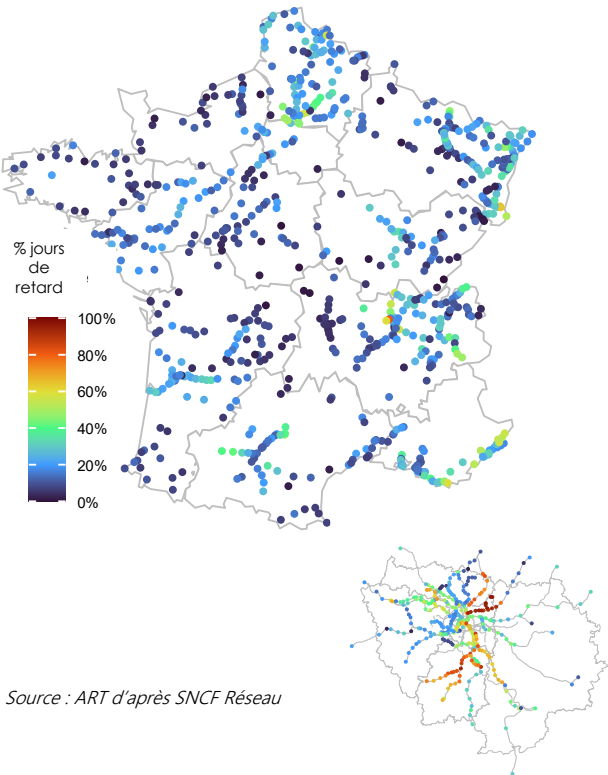 % jours
de
retard
e
100%
80%
60%
40%
20%
0%
Source : ART d’après SNCF Réseau